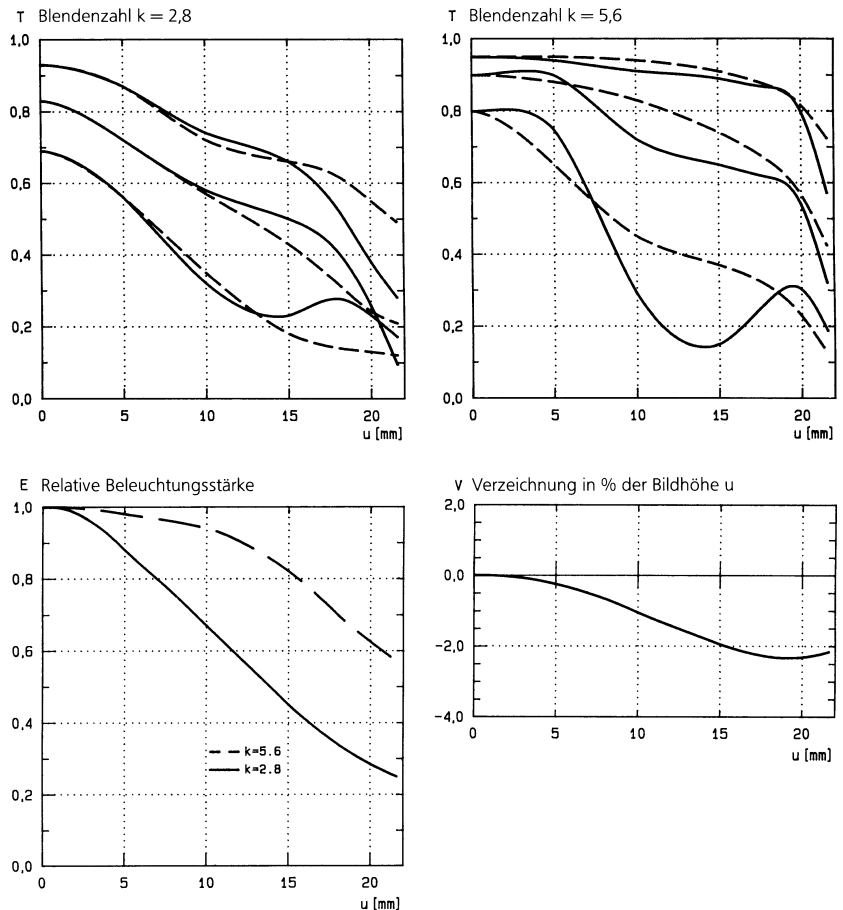 T Blendenzahl k = 2,8
1,0
0,8
0,6
0,4
0,2
0,0
0 5 10 15 20
u [mm]
T Blendenzahl k = 5,6
1,0
0,8
0,6
0,4
0,2
0,0
0 5 10 15 20
u [mm]
E Relative Beleuchtungsstärke
1,0
0,8
0,6
0,4
0,2
0,0
k=5.6
k=2.8
0 5 10 15 20
u [mm]
V Verzeichnung in % der Bildhöhe u
2,0
0,0
−2,0
−4,0
0 5 10 15 20
u [mm]